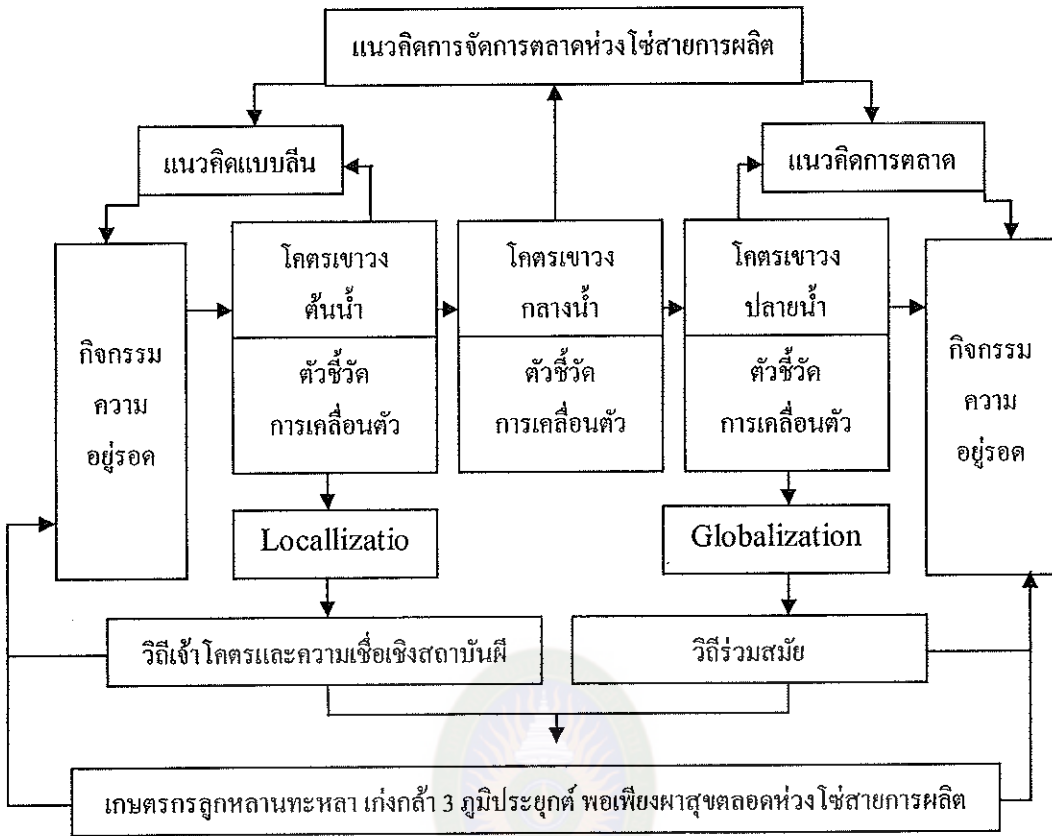 แนวคิดการจัดการตลาดห่วงโซ่สายการผลิต
แนวคิดแบบลีน
แนวคิดการตลาด
กิจกรรม
ความ
อยู่รอด
โคตรเขาวง
ต้นน้ำ
ตัวชี้วัด
การเคลื่อนตัว
โคตรเขาวง
กลางน้ำ
ตัวชี้วัด
การเคลื่อนตัว
โคตรเขาวง
ปลายน้ำ
ตัวชี้วัด
การเคลื่อนตัว
กิจกรรม
ความ
อยู่รอด
Locallizatio
Globalization
วิถีเจ้าโคตรและความเชื่อเชิงสถาบันผี
วิถีร่วมสมัย
เกษตรกรลูกหลานทะหลา เก่งกล้า 3 ภูมิประยุกต์ พอเพียงผาสุขตลอดห่วงโซ่สายการผลิต